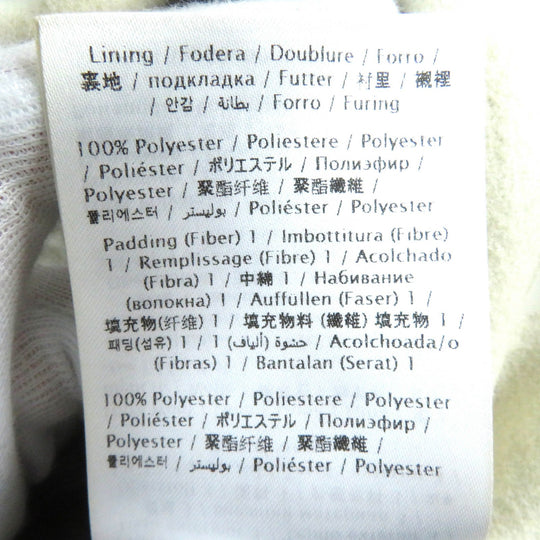 Lining / Fodera / Doublure / Forro /
裏地 / подкладка / Futter / 衬里 / 襯裡
/ 안감 / بطانة / Forro / Furing
100% Polyester / Poliestere / Polyester
/ Poliéster / ポリエステル / Полиэфир /
Polyester / 聚酯纤维 / 聚酯纖維 /
폴리에스터 / بوليستر / Poliéster / Polyester
Padding (Fiber) 1 / Imbottitura (Fibre)
1 / Remplissage (Fibre) 1 / Acolchado
(Fibra) 1 / 中綿 1 / Набивание
(волокна) 1 / Auffüllen (Faser) 1 /
填充物(纤维) 1 / 填充物料 (纖維) 填充物 1 /
패딩(섬유) 1 / حشوة (ألياف) 1 / Acolchoada/o
(Fibras) 1 / Bantalan (Serat) 1
100% Polyester / Poliestere / Polyester
/ Poliéster / ポリエステル / Полиэфир /
Polyester / 聚酯纤维 / 聚酯纖維 /
폴리에스터 / بوليستر / Poliéster / Polyester